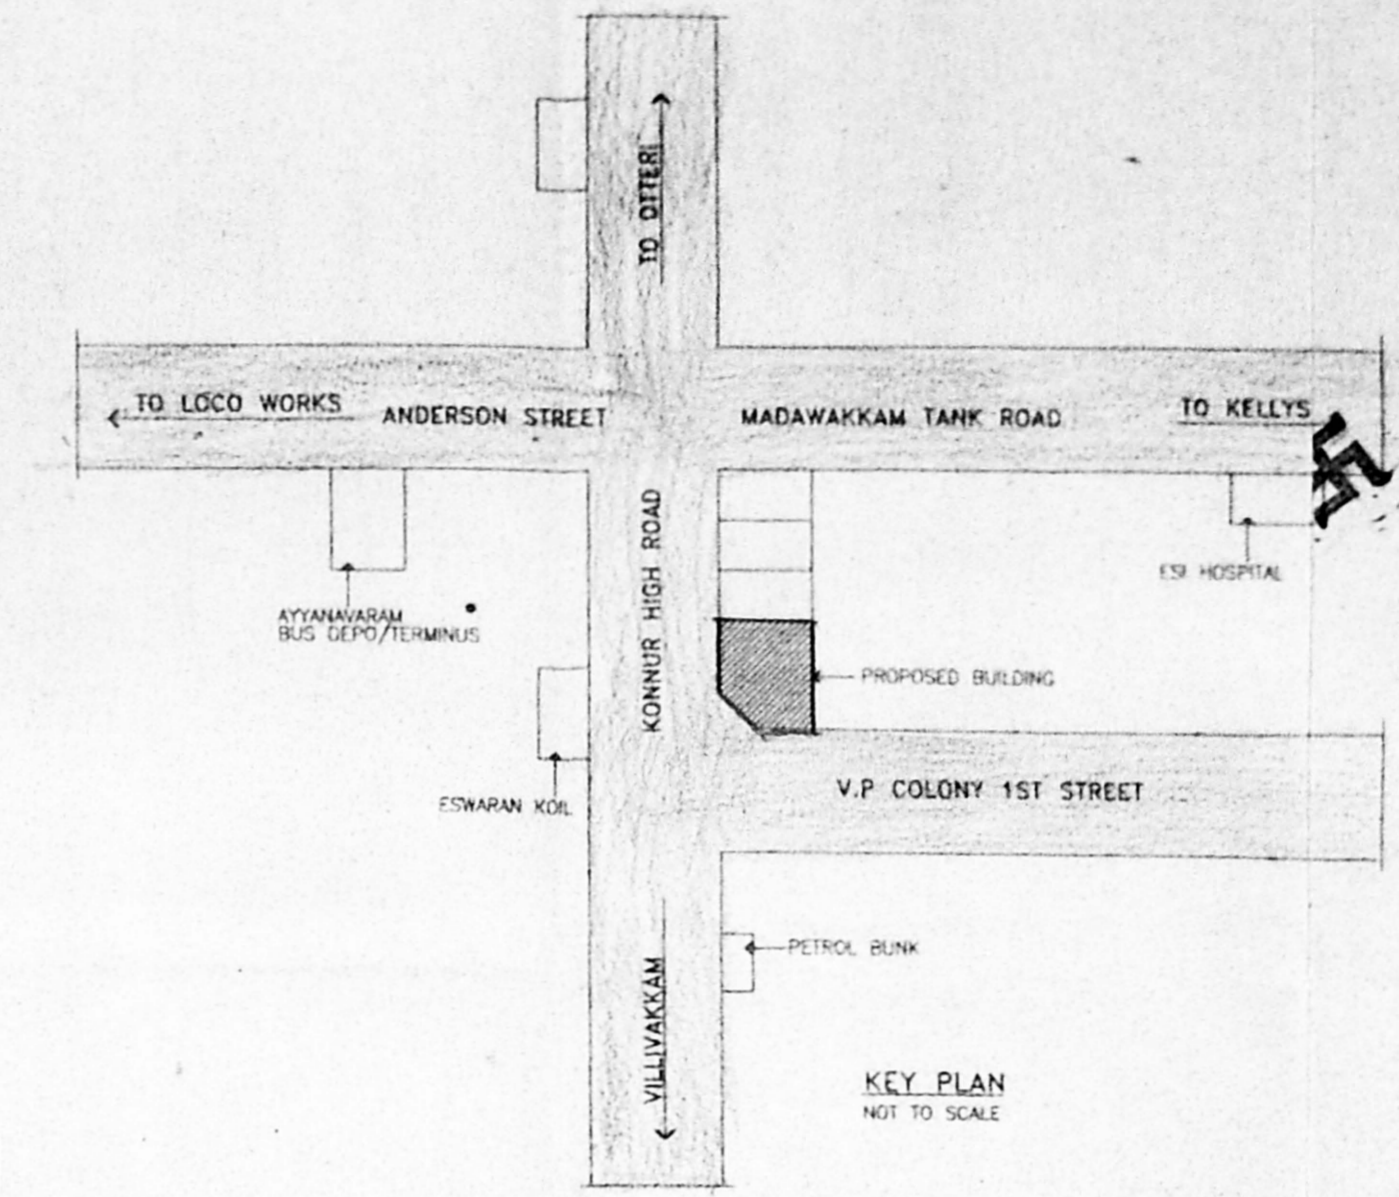 TO OTTERI
TO LOCO WORKS
ANDERSON STREET
MADAWAKKAM TANK ROAD
TO KELLYS
KONNUR HIGH ROAD
ESI HOSPITAL
AYYANAVARAM
BUS DEPO/TERMINUS
PROPOSED BUILDING
V.P COLONY 1ST STREET
ESWARAN KOIL
PETROL BUNK
VILLIVAKKAM
KEY PLAN
NOT TO SCALE